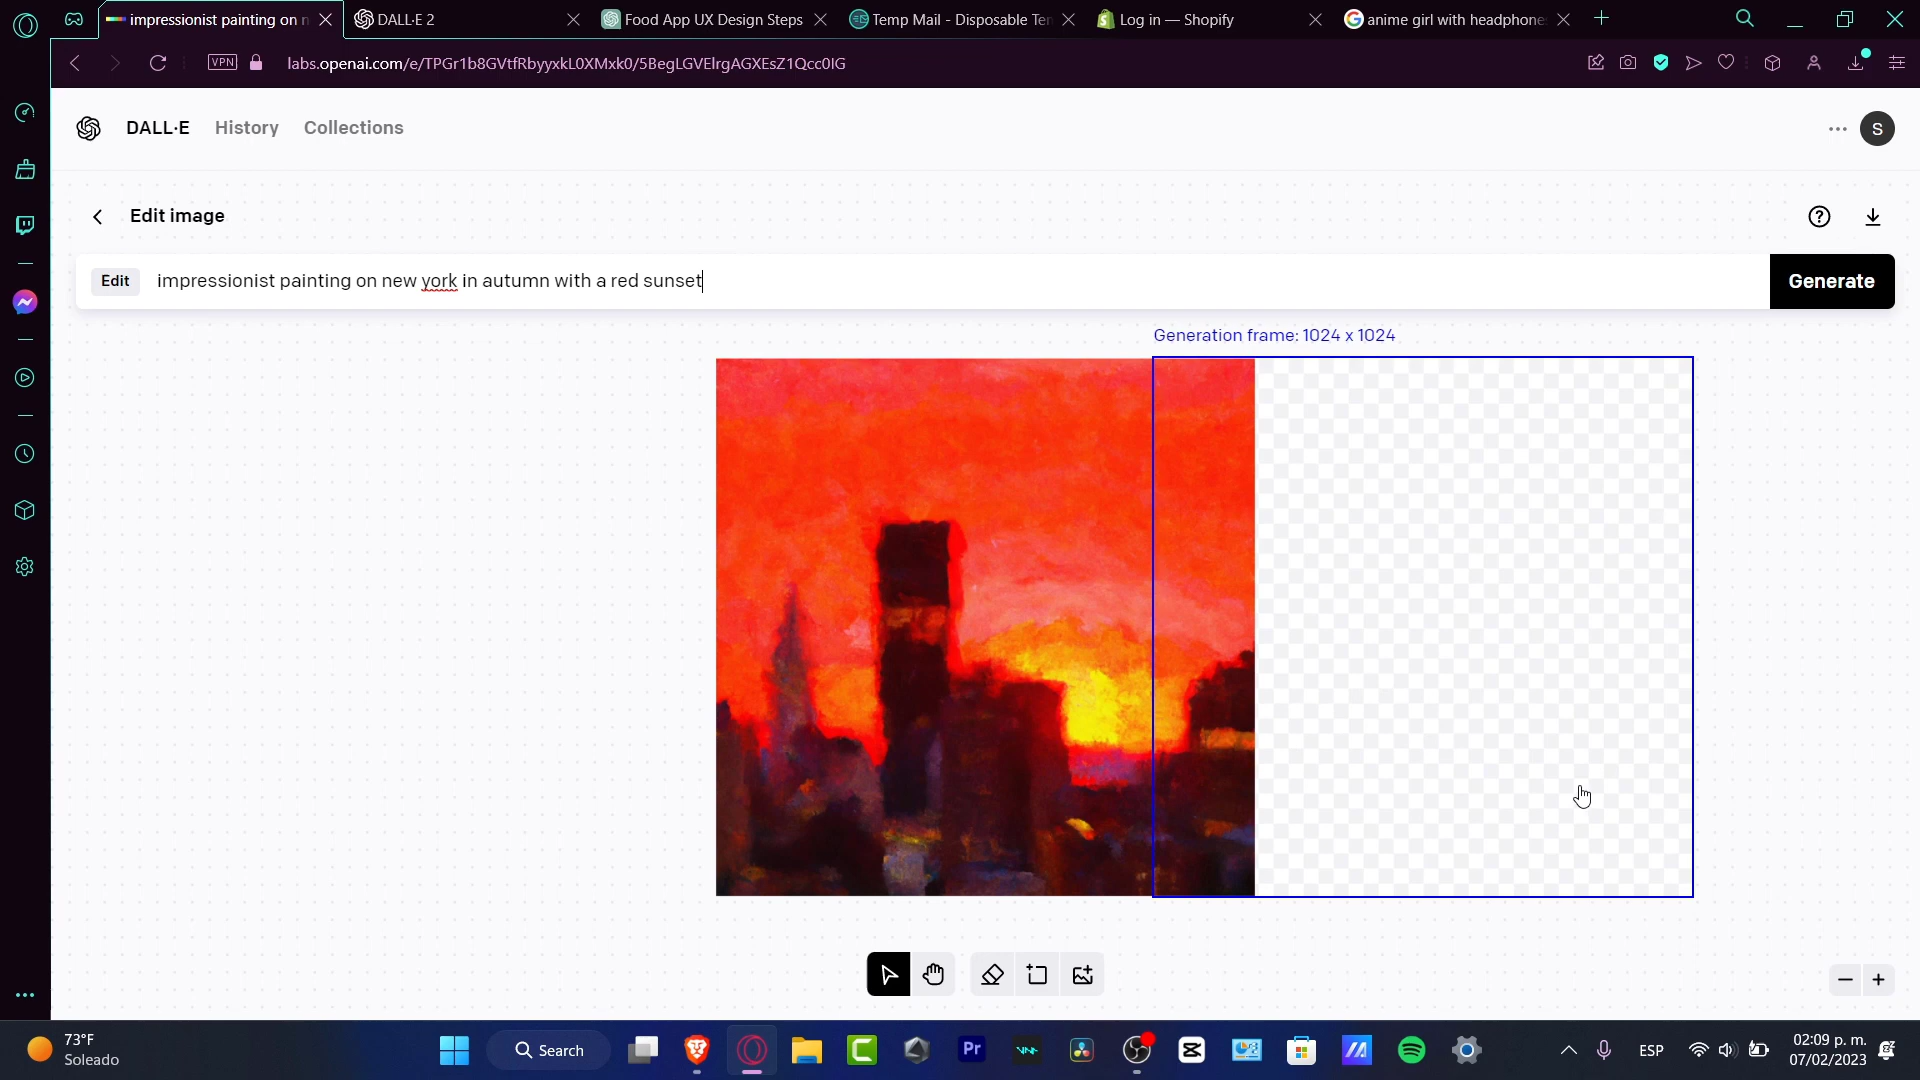 impressionist painting on n
DALL·E 2
Food App UX Design Steps
Temp Mail - Disposable Ten
Log in — Shopify
anime girl with headphone
VPN
labs.openai.com/e/TPGr1b8GVtfRbyyxkL0XMxk0/5BegLGVElrgAGXEsZ1Qcc0IG
DALL·E
History
Collections
S
Edit image
Edit
impressionist painting on new york in autumn with a red sunset
Generate
Generation frame: 1024 x 1024
73°F
Soleado
Search
Pr
ESP
02:09 p. m.
07/02/2023